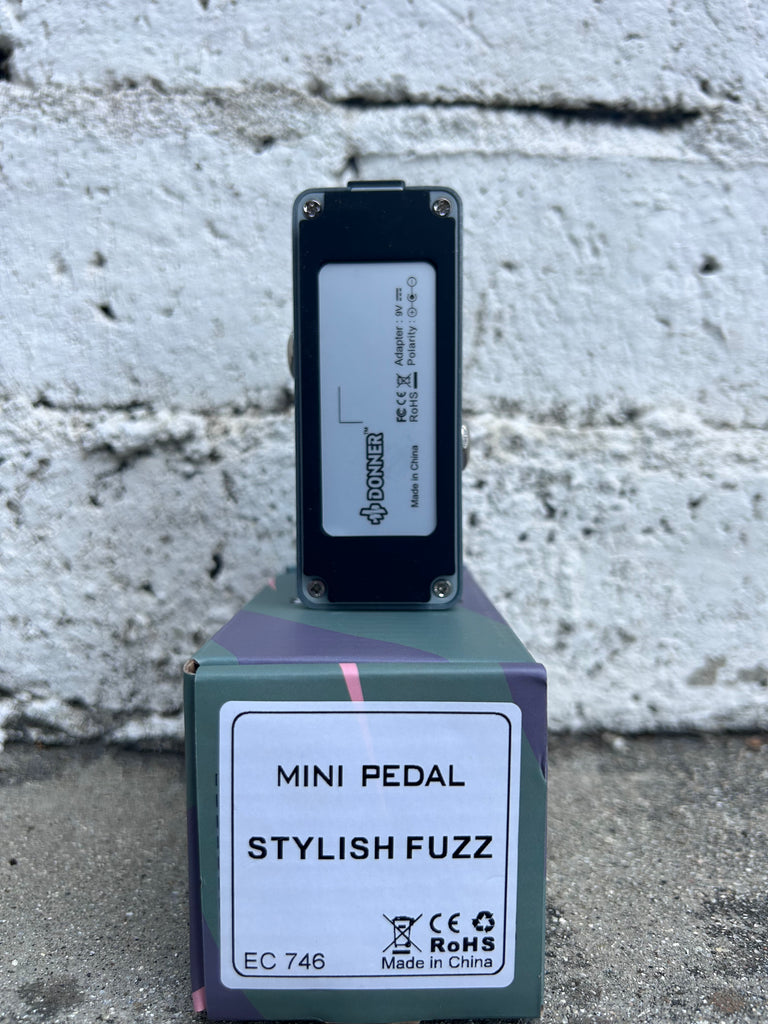 DONNER™
Made in China
FC CE
RoHS
Adapter : 9V
Polarity :
MINI PEDAL
STYLISH FUZZ
CE
RoHS
EC 746
Made in China